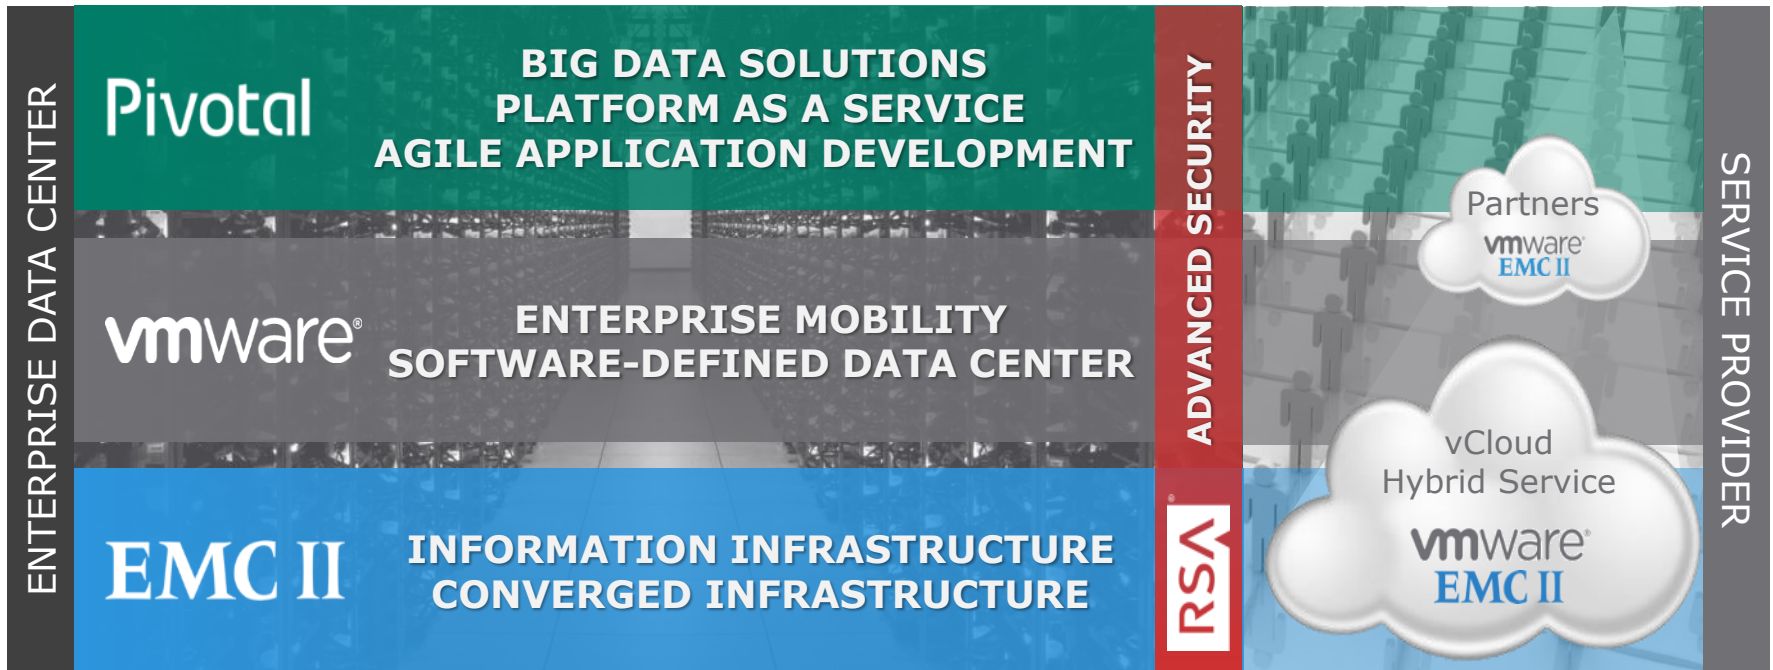 ENTERPRISE DATA CENTER
Pivotal
BIG DATA SOLUTIONS
PLATFORM AS A SERVICE
AGILE APPLICATION DEVELOPMENT
vmware®
ENTERPRISE MOBILITY
SOFTWARE-DEFINED DATA CENTER
EMC II
INFORMATION INFRASTRUCTURE
CONVERGED INFRASTRUCTURE
ADVANCED SECURITY
RSA®
Partners
vmware®
EMC II
vCloud
Hybrid Service
vmware®
EMC II
SERVICE PROVIDER